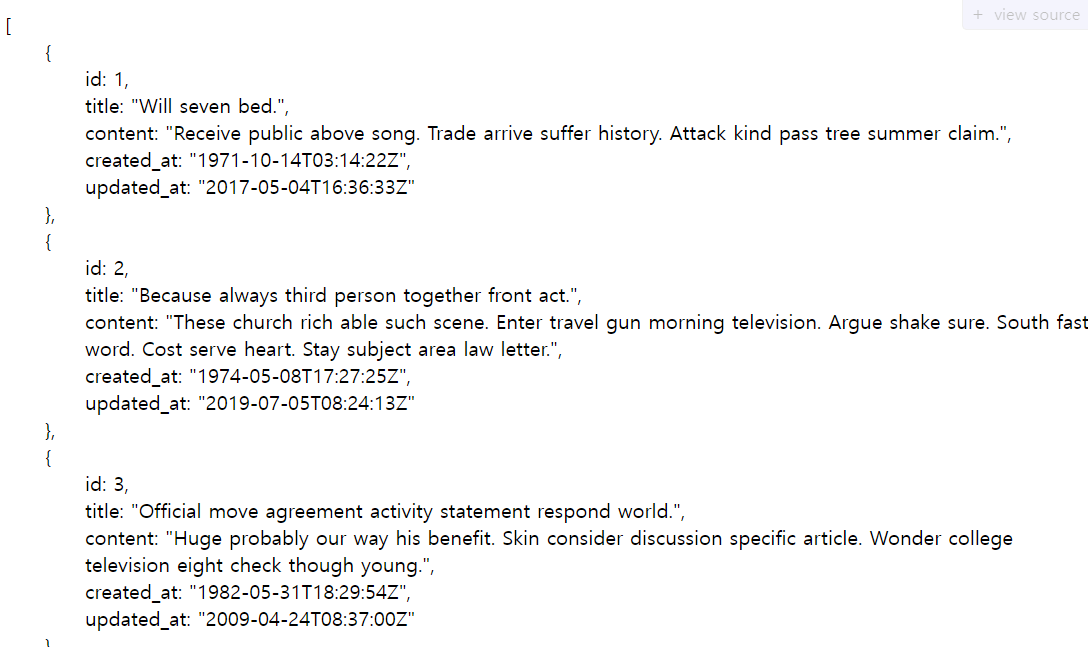 + view source
[
{
id: 1,
title: "Will seven bed.",
content: "Receive public above song. Trade arrive suffer history. Attack kind pass tree summer claim.",
created_at: "1971-10-14T03:14:22Z",
updated_at: "2017-05-04T16:36:33Z"
},
{
id: 2,
title: "Because always third person together front act.",
content: "These church rich able such scene. Enter travel gun morning television. Argue shake sure. South fast
word. Cost serve heart. Stay subject area law letter.",
created_at: "1974-05-08T17:27:25Z",
updated_at: "2019-07-05T08:24:13Z"
},
{
id: 3,
title: "Official move agreement activity statement respond world.",
content: "Huge probably our way his benefit. Skin consider discussion specific article. Wonder college
television eight check though young.",
created_at: "1982-05-31T18:29:54Z",
updated_at: "2009-04-24T08:37:00Z"
}